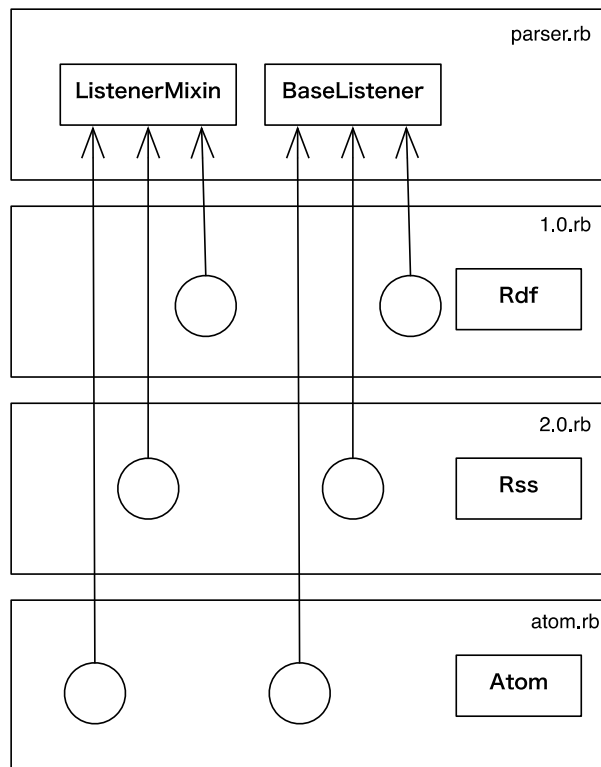 parser.rb
ListenerMixin
BaseListener
1.0.rb
Rdf
2.0.rb
Rss
atom.rb
Atom